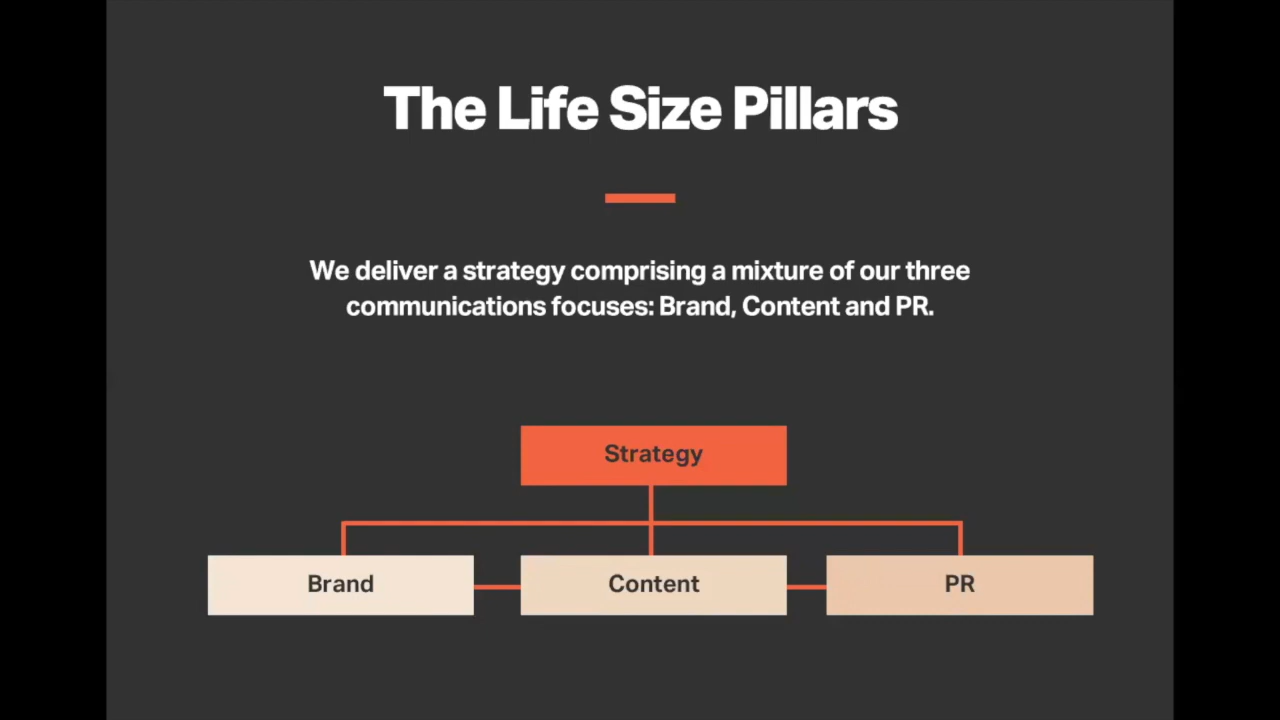 The Life Size Pillars
We deliver a strategy comprising a mixture of our three
communications focuses: Brand, Content and PR.
Strategy
Brand
Content
PR